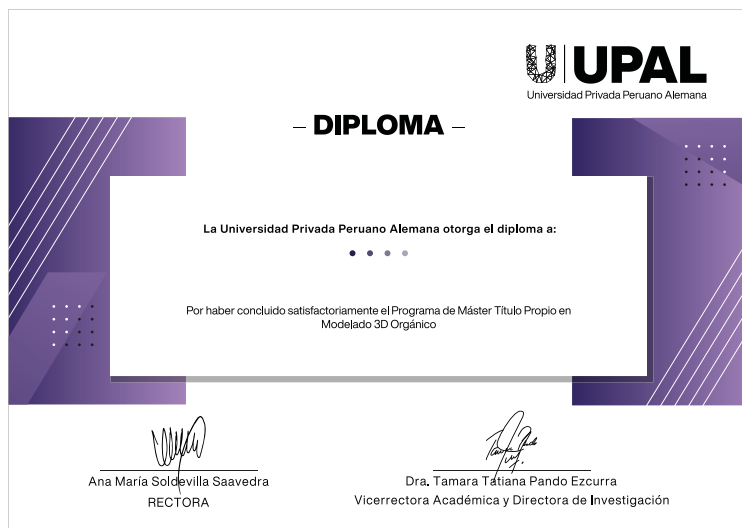 UPAL
Universidad Privada Peruano Alemana
– DIPLOMA –
La Universidad Privada Peruano Alemana otorga el diploma a:
Por haber concluido satisfactoriamente el Programa de Máster Título Propio en
Modelado 3D Orgánico
Ana María Soldevilla Saavedra
RECTORA
Dra. Tamara Tatiana Pando Ezcurra
Vicerrectora Académica y Directora de Investigación